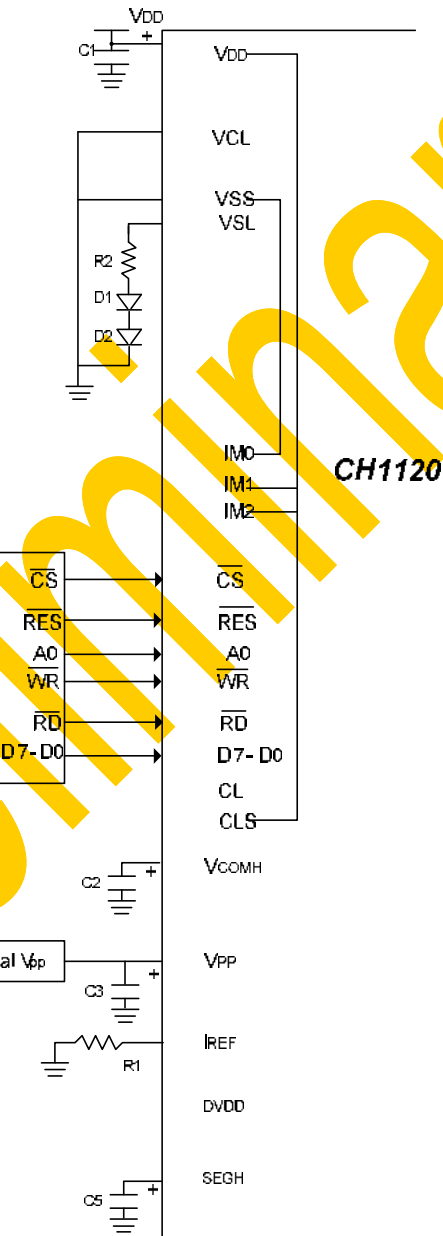 VDD
+
C1
VDD
VCL
VSS
VSL
R2
D1
D2
IM0
CH1120
IM1
IM2
CS CS
RES RES
A0 A0
WR WR
RD RD
D7-D0 D7-D0
CL
CLS
VCOMH
+
C2
al Vpp
VPP
+
C3
IREF
R1
DVDD
SEGH
+
C5